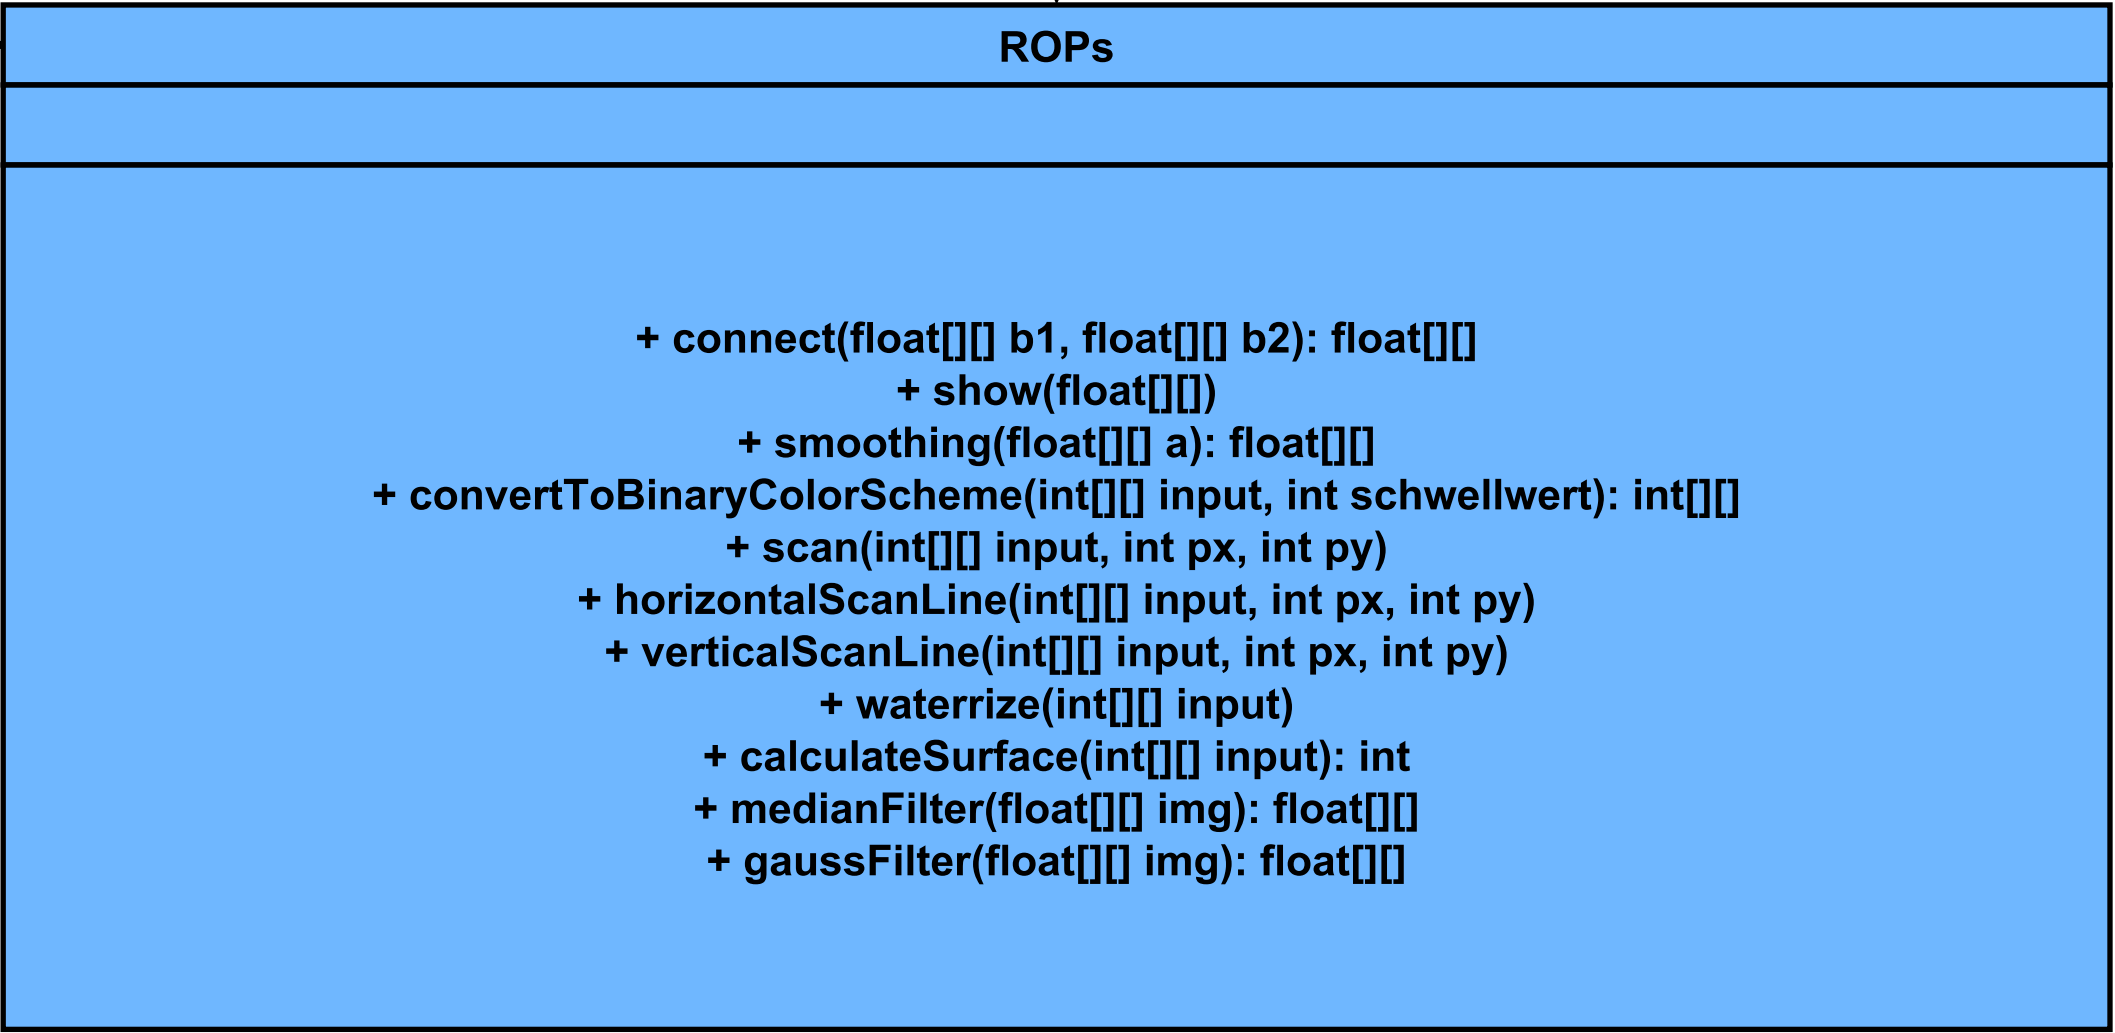 ROPs
+ connect(float[][] b1, float[][] b2): float[][]
+ show(float[][])
+ smoothing(float[][] a): float[][]
+ convertToBinaryColorScheme(int[][] input, int schwellwert): int[][]
+ scan(int[][] input, int px, int py)
+ horizontalScanLine(int[][] input, int px, int py)
+ verticalScanLine(int[][] input, int px, int py)
+ waterrize(int[][] input)
+ calculateSurface(int[][] input): int
+ medianFilter(float[][] img): float[][]
+ gaussFilter(float[][] img): float[][]